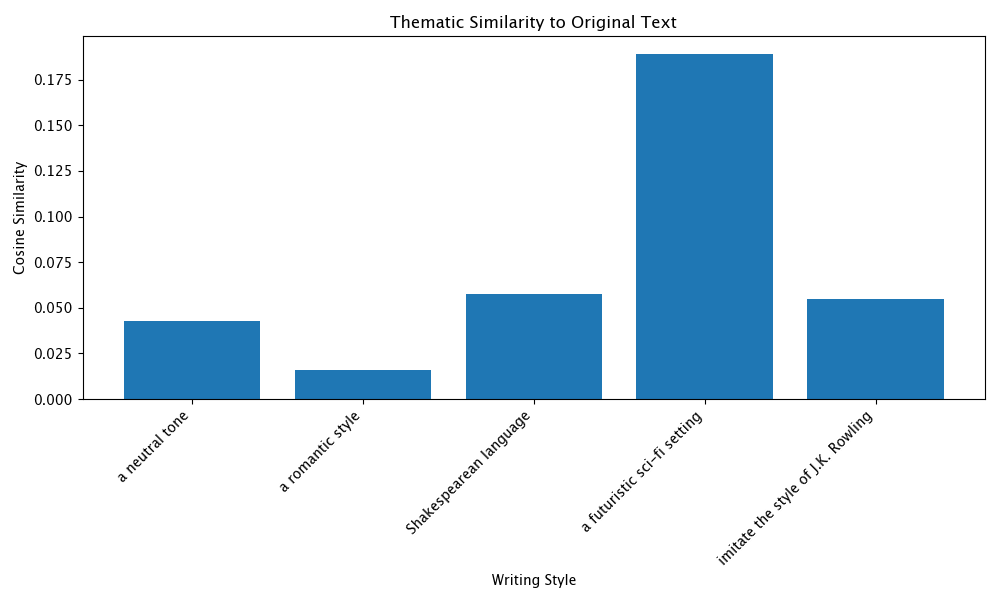 Thematic Similarity to Original Text
Cosine Similarity
0.175
0.150
0.125
0.100
0.075
0.050
0.025
0.000
a neutral tone
a romantic style
Shakespearean language
a futuristic sci-fi setting
imitate the style of J.K. Rowling
Writing Style